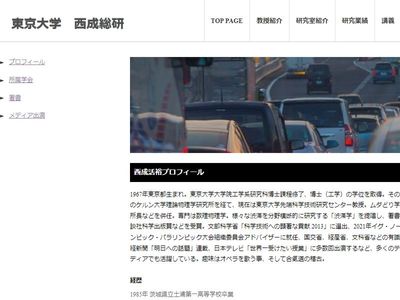 東京大学 西成総研
TOP PAGE
教授紹介
研究室紹介
研究業績
講義
プロフィール
所属学会
著書
メディア出演
西成活裕プロフィール
1967年東京都生まれ。東京大学大学院工学系研究科博士課程修了、博士（工学）の学位を取得。その
のケルン大学理論物理学研究所を経て、現在は東京大学先端科学技術研究センター教授。ムダどり学
所長などを併任。専門は数理物理学。様々な渋滞を分野横断的に研究する「渋滞学」を提唱し、著書
談社科学出版賞などを受賞。文部科学省「科学技術への顕著な貢献2013」に選出。2021年イグ・ノー
ンピック・パラリンピック大会組織委員会アドバイザーに就任、国交省、経産省、文科省などの有識
経新聞「明日への話題」連載、日本テレビ「世界一受けたい授業」に多数回出演するなど、多くのテ
ディアでも活躍している。趣味はオペラを歌う事、そして合気道の稽古。
経歴
1985年 茨城県立土浦第一高等学校卒業